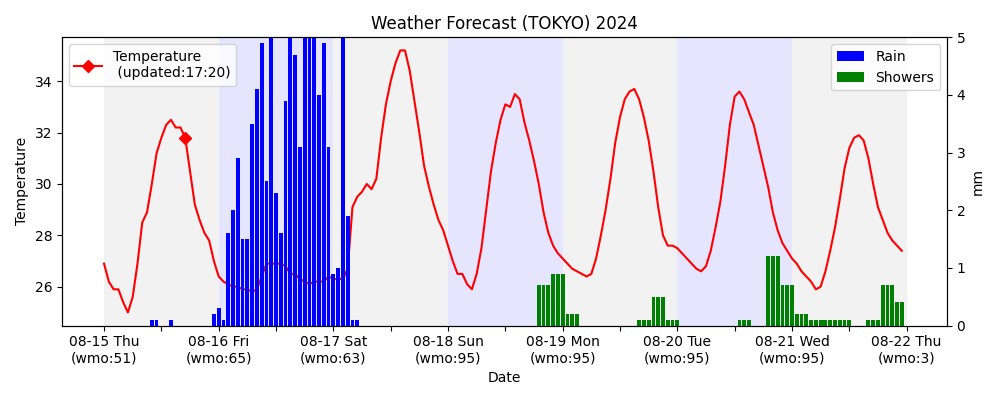 Weather Forecast (TOKYO) 2024
Temperature
(updated:17:20)
Rain
Showers
Temperature
34
32
30
28
26
5
4
3
2
1
0
mm
08-15 Thu
(wmo:51)
08-16 Fri
(wmo:65)
08-17 Sat
(wmo:63)
08-18 Sun
(wmo:95)
08-19 Mon
(wmo:95)
08-20 Tue
(wmo:95)
08-21 Wed
(wmo:95)
08-22 Thu
(wmo:3)
Date